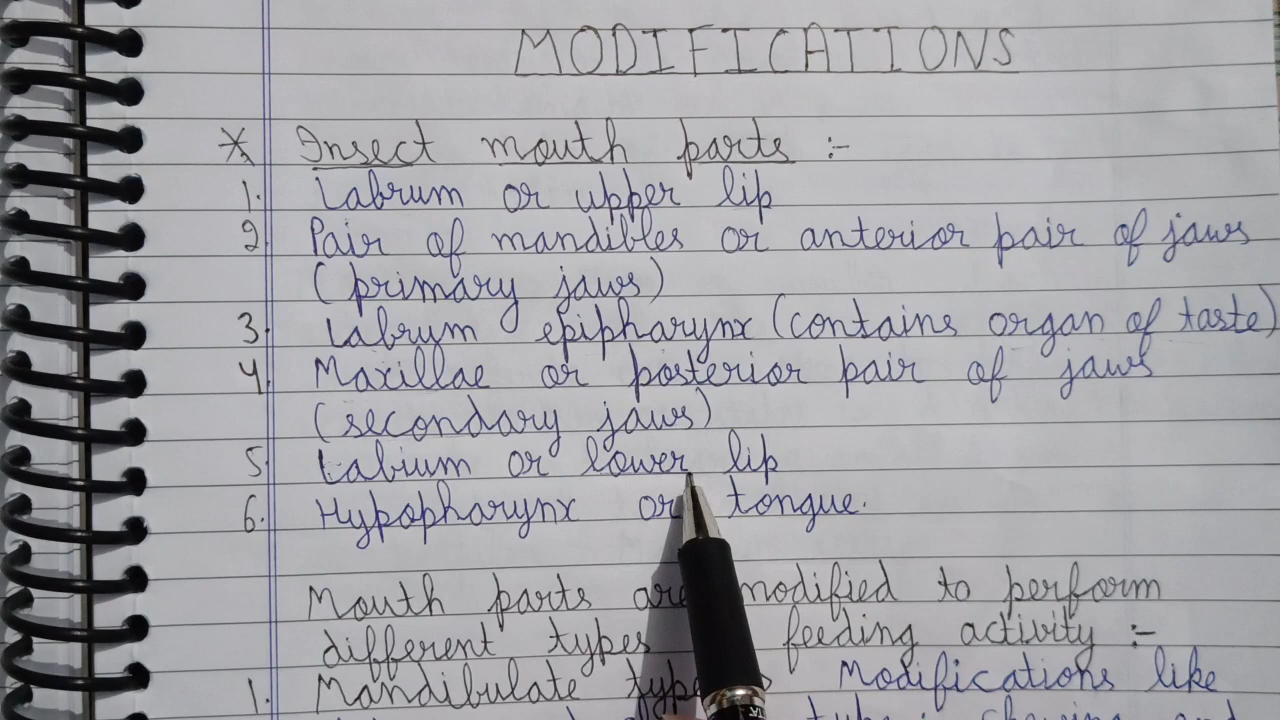 MODIFICATIONS
* Insect mouth parts :-
1. Labrum or upper lip
2. Pair of mandibles or anterior pair of jaws
(primary jaws)
3. Labrum epipharynx (contains organ of taste)
4. Maxillae or posterior pair of jaws
(secondary jaws)
5. Labium or lower lip
6. Hypopharynx or tongue.
Mouth parts are modified to perform
different types feeding activity :-
1. Mandibulate type Modifications like